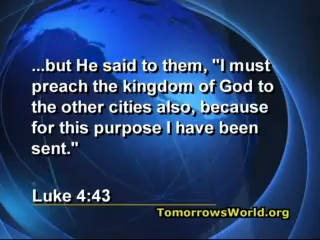 ...but He said to them, "I must
preach the kingdom of God to
the other cities also, because
for this purpose I have been
sent."
Luke 4:43
TomorrowsWorld.org